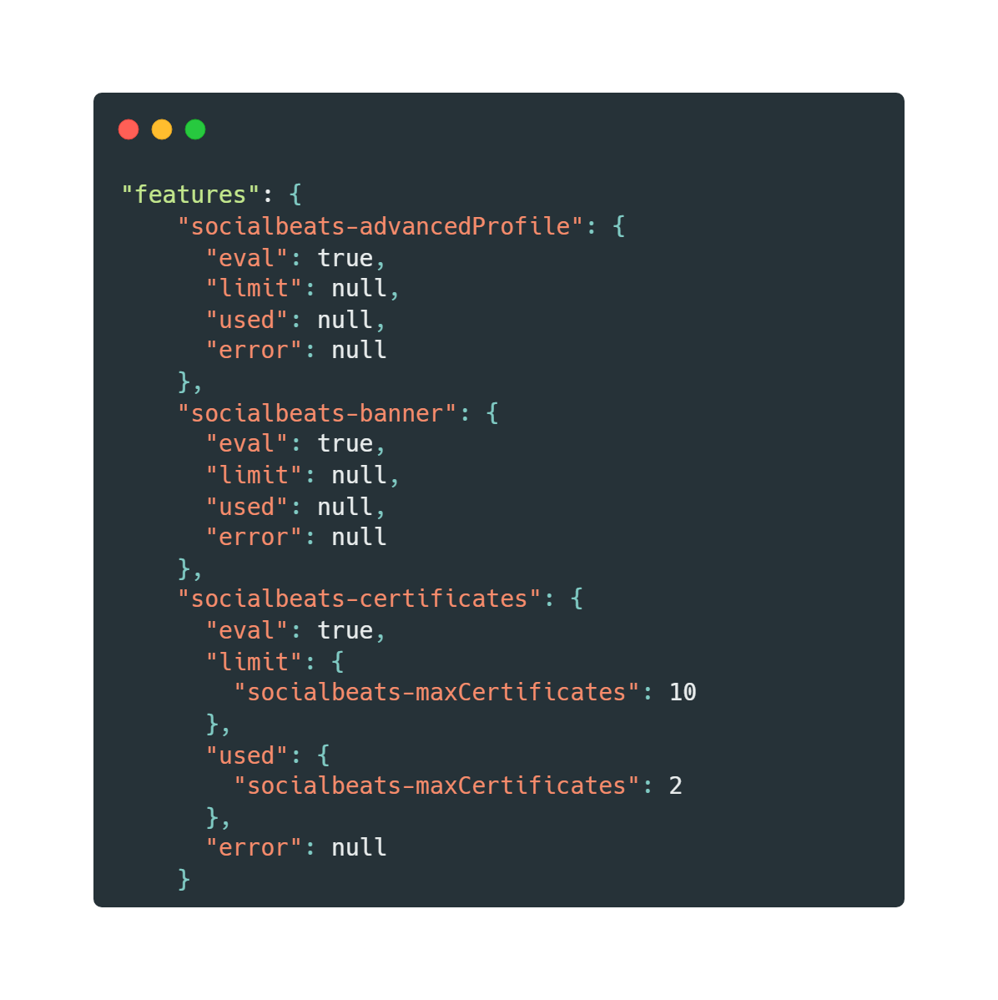 "features": {
"socialbeats-advancedProfile": {
"eval": true,
"limit": null,
"used": null,
"error": null
},
"socialbeats-banner": {
"eval": true,
"limit": null,
"used": null,
"error": null
},
"socialbeats-certificates": {
"eval": true,
"limit": {
"socialbeats-maxCertificates": 10
},
"used": {
"socialbeats-maxCertificates": 2
},
"error": null
}